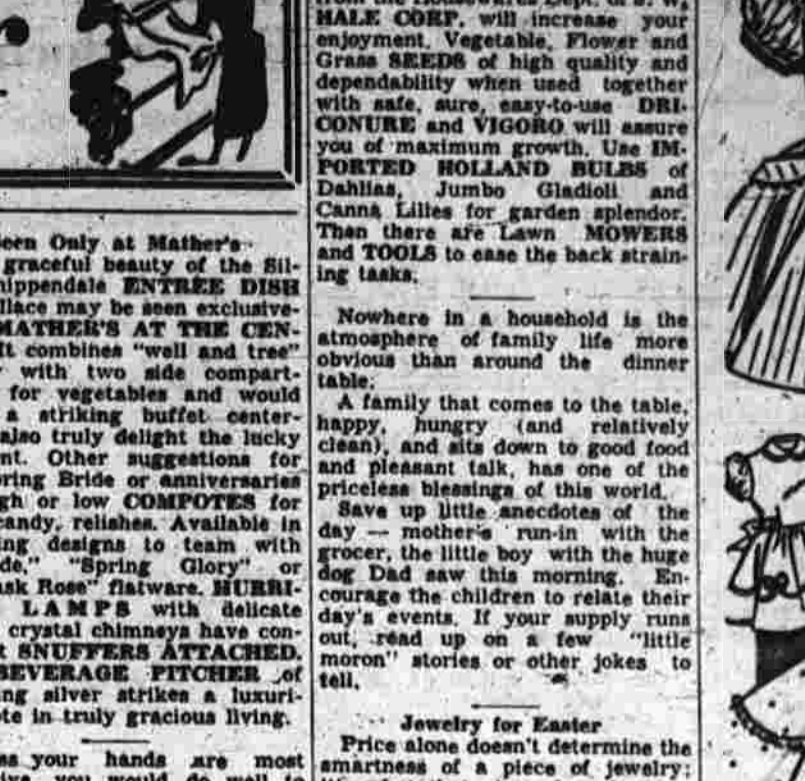 een Only at Mather's
graceful beauty of the Sil-
hippendale ENTREE DISH
llace may be seen exclusive-
MATHER'S AT THE CEN-
It combines "well and tree"
with two side compart-
for vegetables and would
a striking buffet center-
also truly delight the lucky
nt. Other suggestions for
pring Bride or anniversaries
gh or low COMPOTES for
candy, relishes. Available in
ing designs to team with
de," "Spring Glory" or
ask Rose" flatware. HURRI-
LAMPS with delicate
crystal chimneys have con-
SNUFFERS ATTACHED.
BEVERAGE PITCHER of
ng silver strikes a luxuri-
te in truly gracious living.
your hands are most
you would do well to
from the Housewares Dept. of J. W.
HALE CORP. will increase your
enjoyment. Vegetable, Flower and
Grass SEEDS of high quality and
dependability when used together
with safe, sure, easy-to-use DRI-
CONURE and VIGORO will assure
you of maximum growth. Use IM-
PORTED HOLLAND BULBS of
Dahlias, Jumbo Gladioli and
Canna Lilies for garden splendor.
Then there are Lawn MOWERS
and TOOLS to ease the back strain-
ing tasks.
Nowhere in a household is the
atmosphere of family life more
obvious than around the dinner
table.
A family that comes to the table,
happy, hungry (and relatively
clean), and sits down to good food
and pleasant talk, has one of the
priceless blessings of this world.
Save up little anecdotes of the
day — mother's run-in with the
grocer, the little boy with the huge
dog Dad saw this morning. En-
courage the children to relate their
day's events. If your supply runs
out, read up on a few "little
moron" stories or other jokes to
tell.
Jewelry for Easter
Price alone doesn't determine the
smartness of a piece of jewelry;